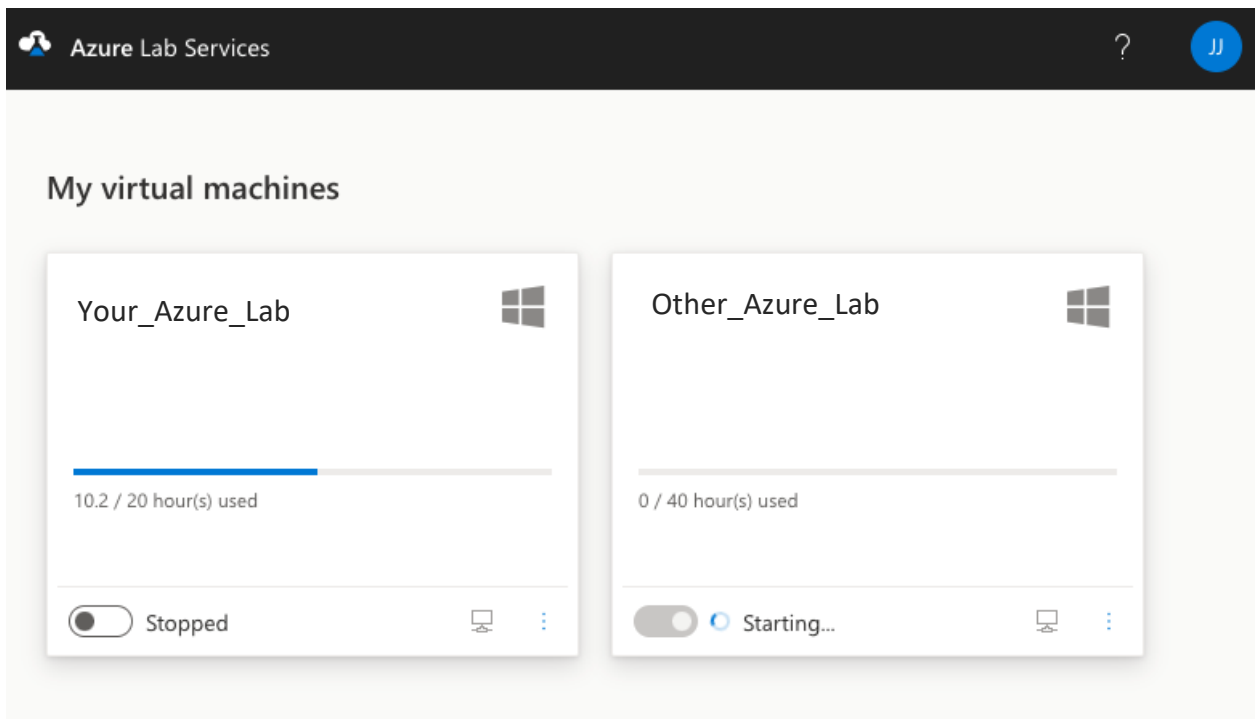 Azure Lab Services
?
JJ
My virtual machines
Your_Azure_Lab
10.2 / 20 hour(s) used
Stopped
Other_Azure_Lab
0 / 40 hour(s) used
Starting...